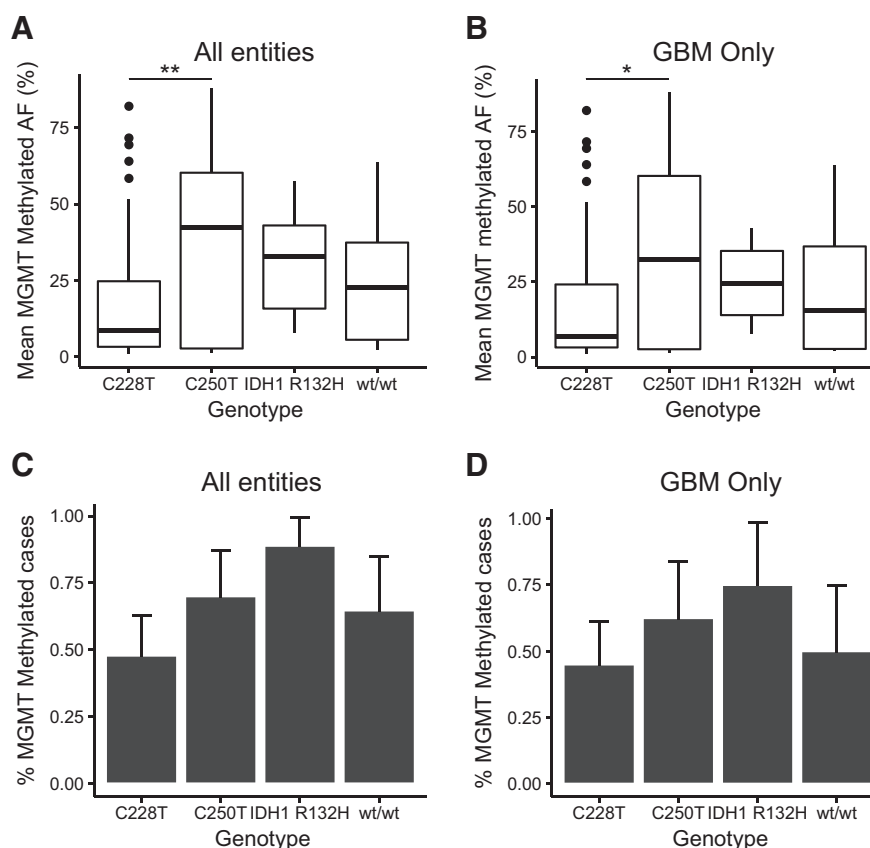 A
All entities
**
Mean MGMT Methylated AF (%)
75
50
25
0
C228T C250T IDH1 R132H wt/wt
Genotype
B
GBM Only
*
Mean MGMT methylated AF (%)
75
50
25
0
C228T C250T IDH1 R132H wt/wt
Genotype
C
All entities
% MGMT Methylated cases
1.00
0.75
0.50
0.25
0.00
C228T C250T IDH1 R132H wt/wt
Genotype
D
GBM Only
% MGMT Methylated cases
1.00
0.75
0.50
0.25
0.00
C228T C250T IDH1 R132H wt/wt
Genotype